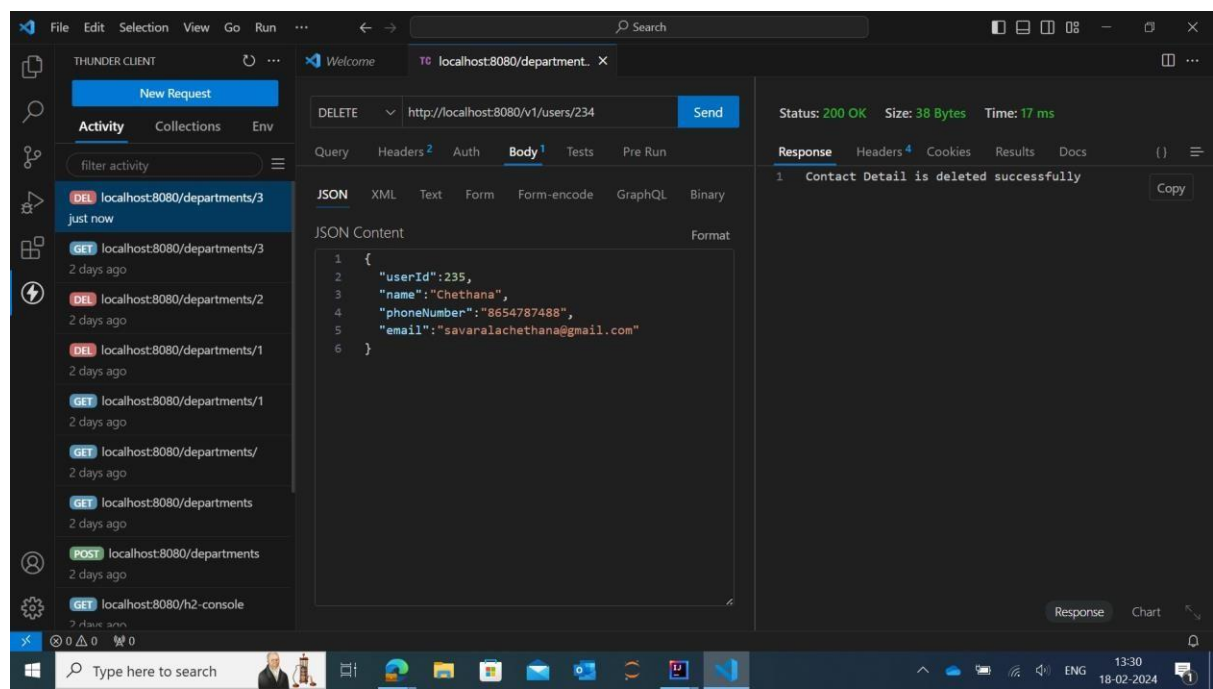 File Edit Selection View Go Run ··· Search
THUNDER CLIENT
New Request
Activity Collections Env
filter activity
DEL localhost:8080/departments/3
just now
GET localhost:8080/departments/3
2 days ago
DEL localhost:8080/departments/2
2 days ago
DEL localhost:8080/departments/1
2 days ago
GET localhost:8080/departments/1
2 days ago
GET localhost:8080/departments/
2 days ago
GET localhost:8080/departments
2 days ago
POST localhost:8080/departments
2 days ago
GET localhost:8080/h2-console
2 days ago
Welcome TC localhost:8080/department..
DELETE http://localhost:8080/v1/users/234 Send
Query Headers 2 Auth Body 1 Tests Pre Run
JSON XML Text Form Form-encode GraphQL Binary
JSON Content Format
1 {
2 "userId":235,
3 "name":"Chethana",
4 "phoneNumber":"8654787488",
5 "email":"savaralachethana@gmail.com"
6 }
Status: 200 OK Size: 38 Bytes Time: 17 ms
Response Headers 4 Cookies Results Docs {}
1 Contact Detail is deleted successfully
Copy
Response Chart
0 0 0
Type here to search
ENG
13:30
18-02-2024
1